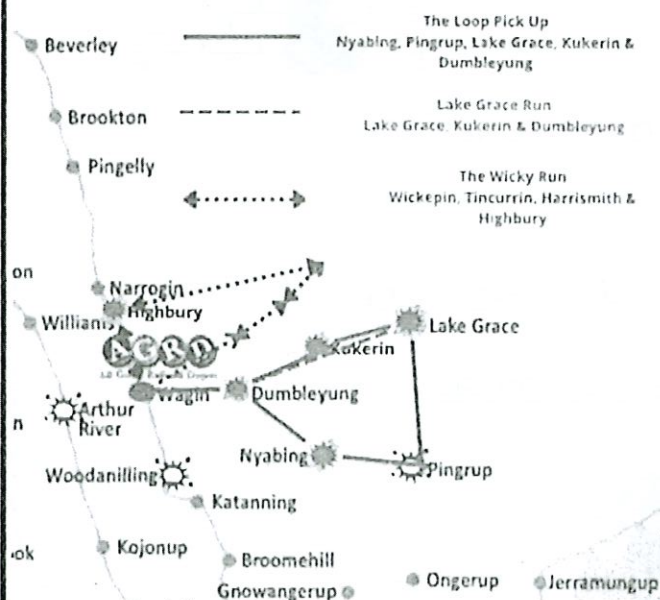 The Loop Pick Up
Nyabing, Pingrup, Lake Grace, Kukerin &
Dumbleyung
Beverley
Lake Grace Run
Lake Grace, Kukerin & Dumbleyung
Brookton
Pingelly
The Wicky Run
Wickepin, Tincurrin, Harrismith &
Highbury
on
Narrogin
Highbury
Williams
Lake Grace
Kukerin
AGRD
Wagin
Dumbleyung
Arthur
River
n
Nyabing
Pingrup
Woodanilling
Katanning
ok
Kojonup
Broomehill
Ongerup
Jerramungup
Gnowangerup